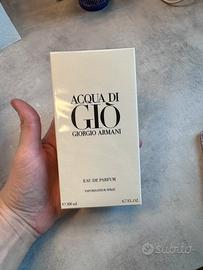 ACQUA DI
GIÒ
GIORGIO ARMANI
EAU DE PARFUM
VAPORISATEUR SPRAY
℮ 200 ml
6.7 FL. OZ.
subito